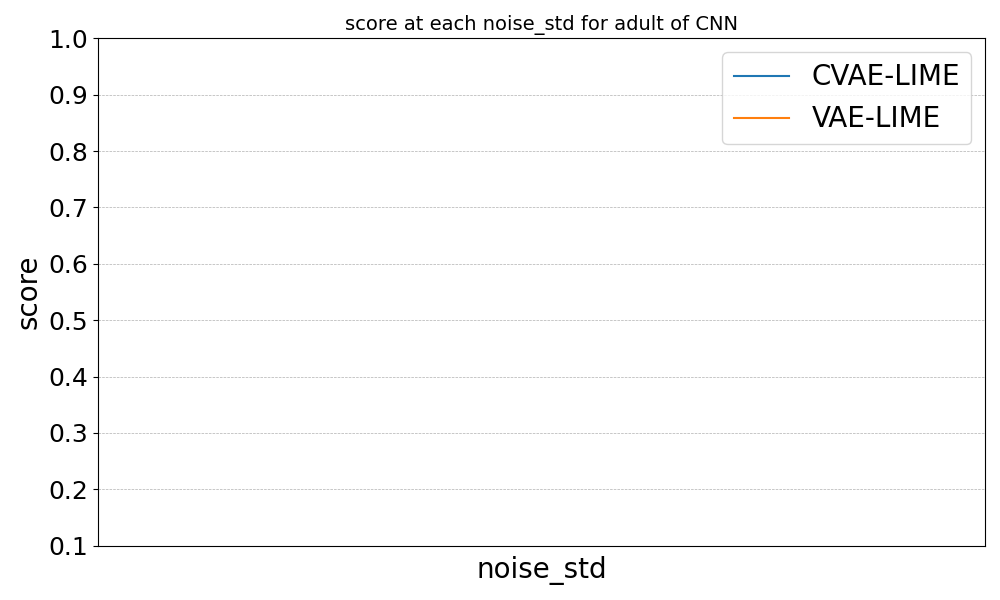 score at each noise_std for adult of CNN
1.0
0.9
0.8
0.7
0.6
0.5
0.4
0.3
0.2
0.1
score
noise_std
CVAE-LIME
VAE-LIME